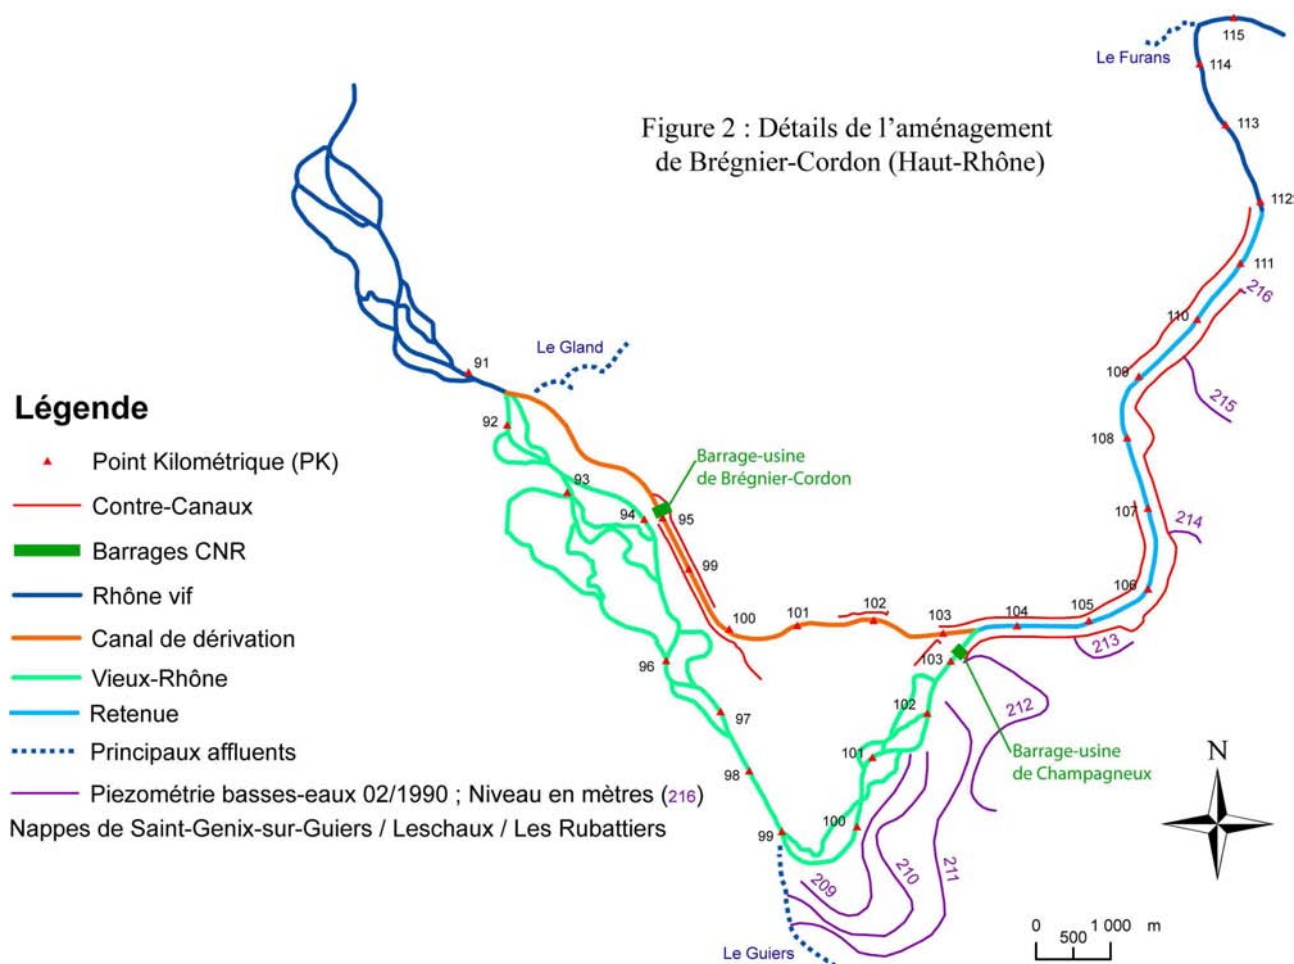 115
Le Furans
114
Figure 2 : Détails de l'aménagement
de Brégnier-Cordon (Haut-Rhône)
113
112
111
216
110
Le Gland
91
109
215
Légende
92
108
Point Kilométrique (PK)
Barrage-usine
de Brégnier-Cordon
93
Contre-Canaux
94
95
107
214
Barrages CNR
99
106
Rhône vif
100
101
102
103
104
105
Canal de dérivation
213
96
103
Vieux-Rhône
212
97
102
Retenue
101
Barrage-usine
de Champagneux
98
Principaux affluents
N
Piezométrie basses-eaux 02/1990 ; Niveau en mètres (216)
Nappes de Saint-Genix-sur-Guiers / Leschaux / Les Rubattiers
99
100
209
210
211
0
1 000
m
500
Le Guiers